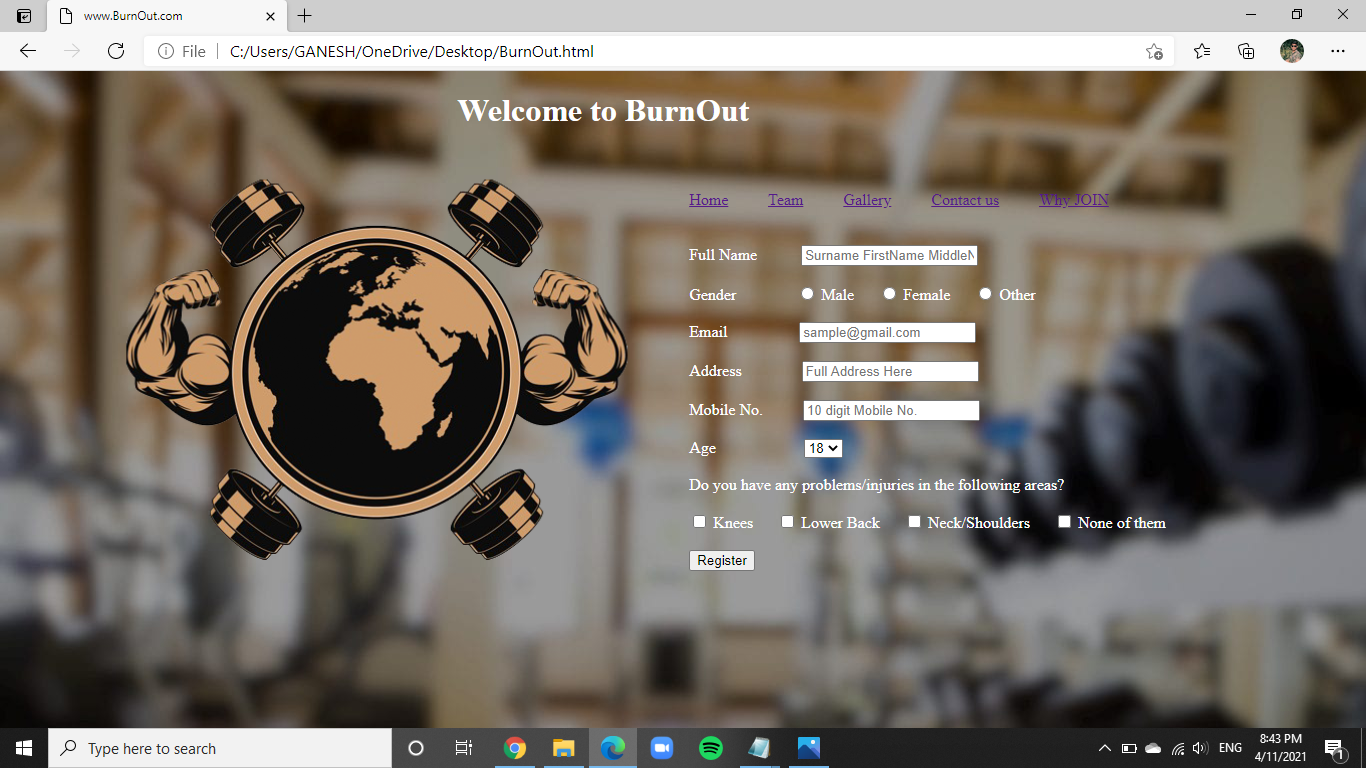 www.BurnOut.com
File C:/Users/GANESH/OneDrive/Desktop/BurnOut.html
Welcome to BurnOut
Home Team Gallery Contact us Why JOIN
Full Name Surname FirstName MiddleN
Gender Male Female Other
Email sample@gmail.com
Address Full Address Here
Mobile No. 10 digit Mobile No.
Age 18
Do you have any problems/injuries in the following areas?
Knees Lower Back Neck/Shoulders None of them
Register
Type here to search
ENG
8:43 PM
4/11/2021
1